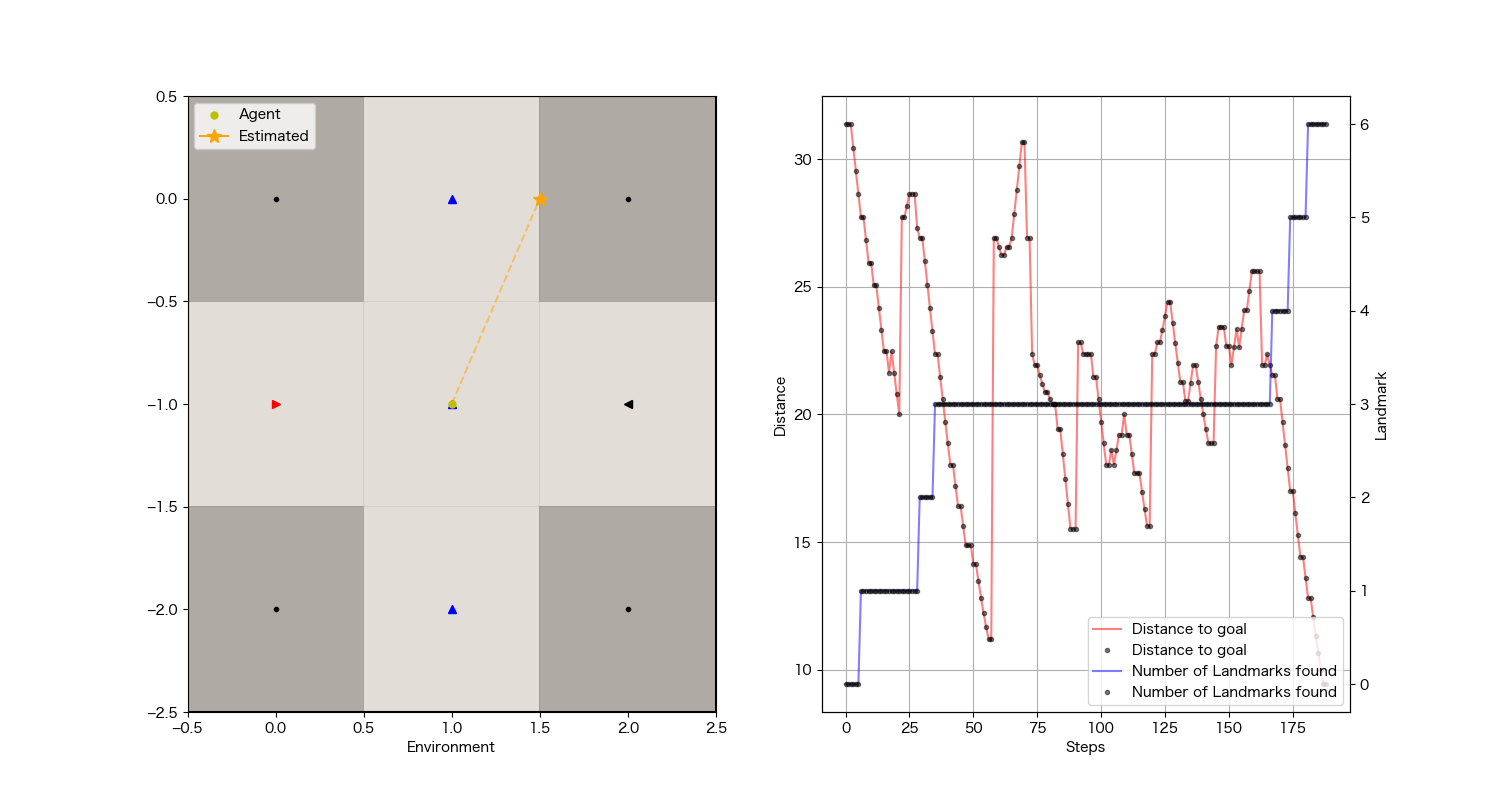 Agent
Estimated
0.5
0.0
−0.5
−1.0
−1.5
−2.0
−2.5
−0.5 0.0 0.5 1.0 1.5 2.0 2.5
Environment
Distance
30
25
20
15
10
0 25 50 75 100 125 150 175
Steps
6
5
4
3
2
1
0
Landmark
Distance to goal
Distance to goal
Number of Landmarks found
Number of Landmarks found